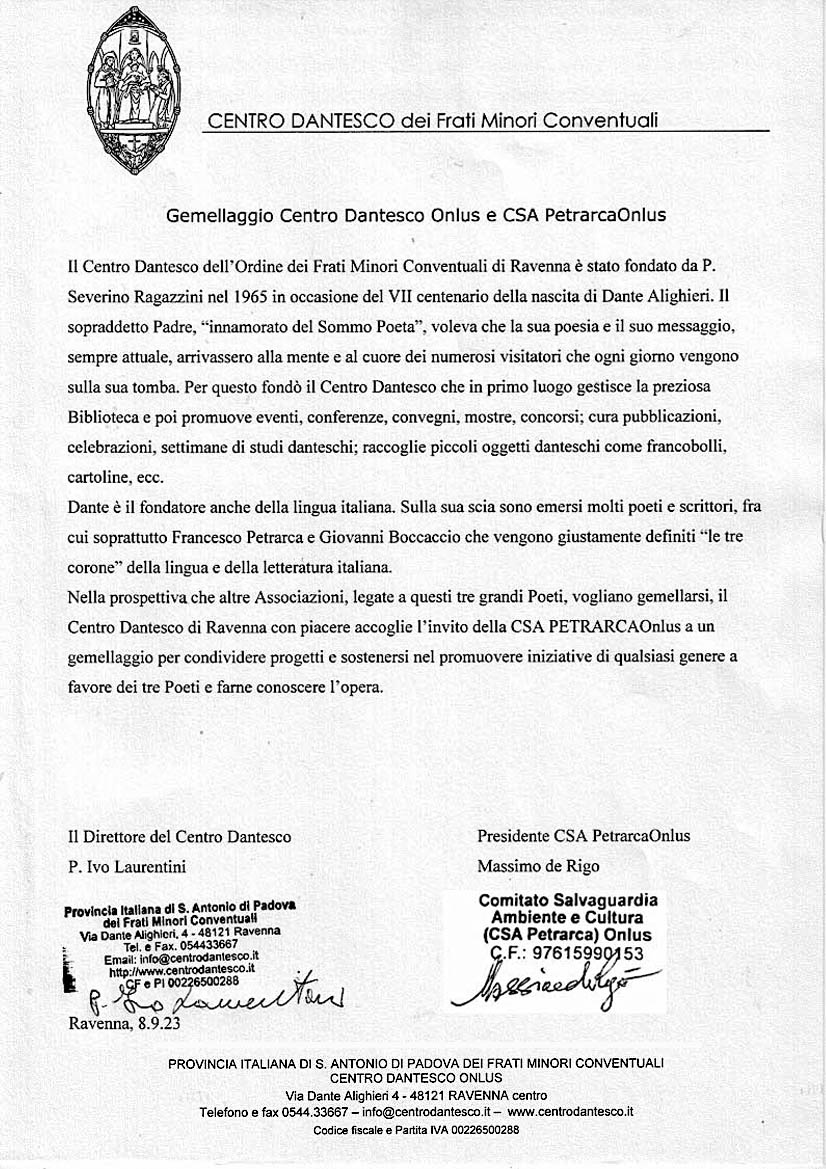 CENTRO DANTESCO dei Frati Minori Conventuali
Gemellaggio Centro Dantesco Onlus e CSA PetrarcaOnlus
Il Centro Dantesco dell’Ordine dei Frati Minori Conventuali di Ravenna è stato fondato da P.
Severino Ragazzini nel 1965 in occasione del VII centenario della nascita di Dante Alighieri. Il
sopraddetto Padre, “innamorato del Sommo Poeta”, voleva che la sua poesia e il suo messaggio,
sempre attuale, arrivassero alla mente e al cuore dei numerosi visitatori che ogni giorno vengono
sulla sua tomba. Per questo fondò il Centro Dantesco che in primo luogo gestisce la preziosa
Biblioteca e poi promuove eventi, conferenze, convegni, mostre, concorsi; cura pubblicazioni,
celebrazioni, settimane di studi danteschi; raccoglie piccoli oggetti danteschi come francobolli,
cartoline, ecc.
Dante è il fondatore anche della lingua italiana. Sulla sua scia sono emersi molti poeti e scrittori, fra
cui soprattutto Francesco Petrarca e Giovanni Boccaccio che vengono giustamente definiti “le tre
corone” della lingua e della letteratura italiana.
Nella prospettiva che altre Associazioni, legate a questi tre grandi Poeti, vogliano gemellarsi, il
Centro Dantesco di Ravenna con piacere accoglie l’invito della CSA PETRARCAOnlus a un
gemellaggio per condividere progetti e sostenersi nel promuovere iniziative di qualsiasi genere a
favore dei tre Poeti e farne conoscere l’opera.
Il Direttore del Centro Dantesco
P. Ivo Laurentini
Provincia Italiana di S. Antonio di Padova
dei Frati Minori Conventuali
Via Dante Alighieri, 4 - 48121 Ravenna
Tel. e Fax. 054433667
Email: info@centrodantesco.it
http://www.centrodantesco.it
CF e PI 00226500288
P. Ivo Laurentini
Ravenna, 8.9.23
Presidente CSA PetrarcaOnlus
Massimo de Rigo
Comitato Salvaguardia
Ambiente e Cultura
(CSA Petrarca) Onlus
C.F.: 97615990153
PROVINCIA ITALIANA DI S. ANTONIO DI PADOVA DEI FRATI MINORI CONVENTUALI
CENTRO DANTESCO ONLUS
Via Dante Alighieri 4 - 48121 RAVENNA centro
Telefono e fax 0544.33667 – info@centrodantesco.it – www.centrodantesco.it
Codice fiscale e Partita IVA 00226500288